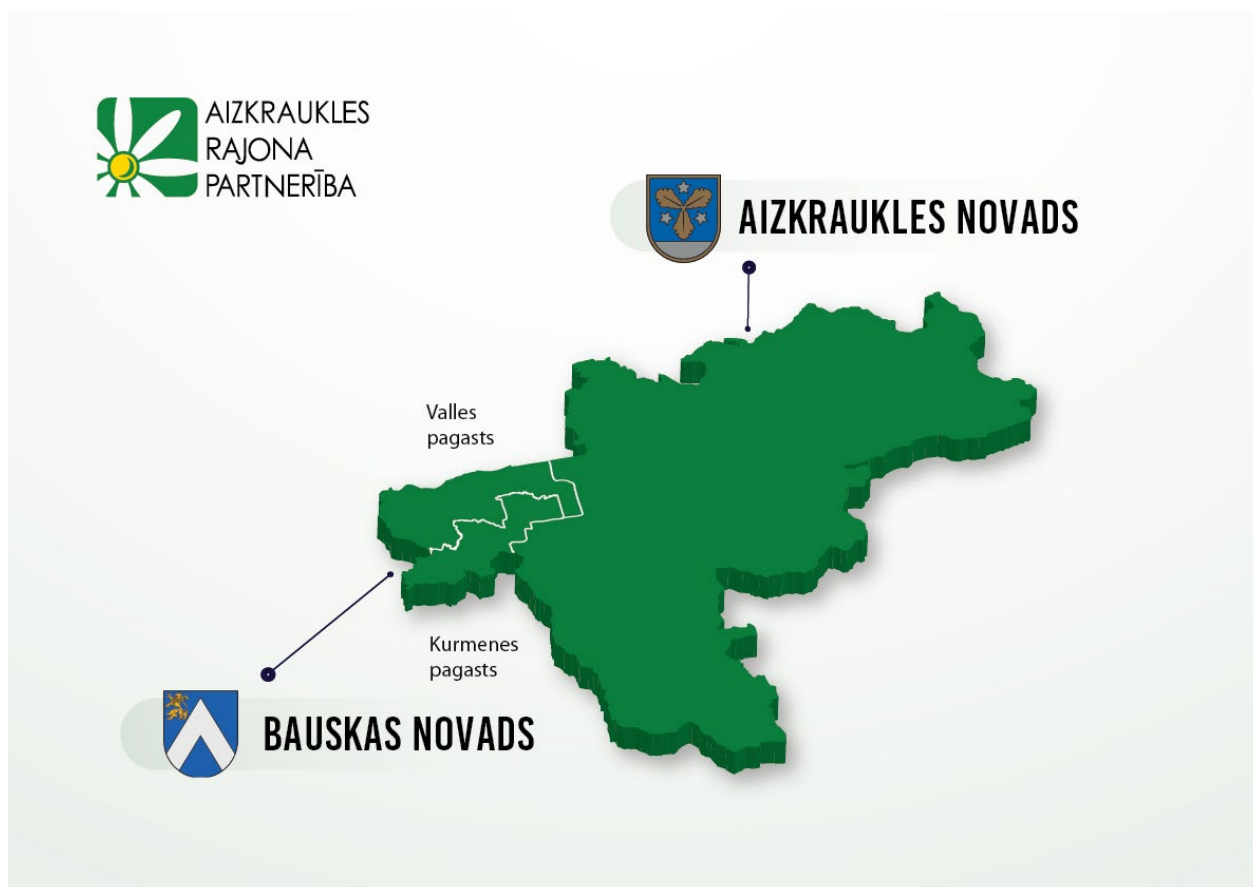 AIZKRAUKLES
RAJONA
PARTNERĪBA
AIZKRAUKLES NOVADS
Valles
pagasts
Kurmenes
pagasts
BAUSKAS NOVADS